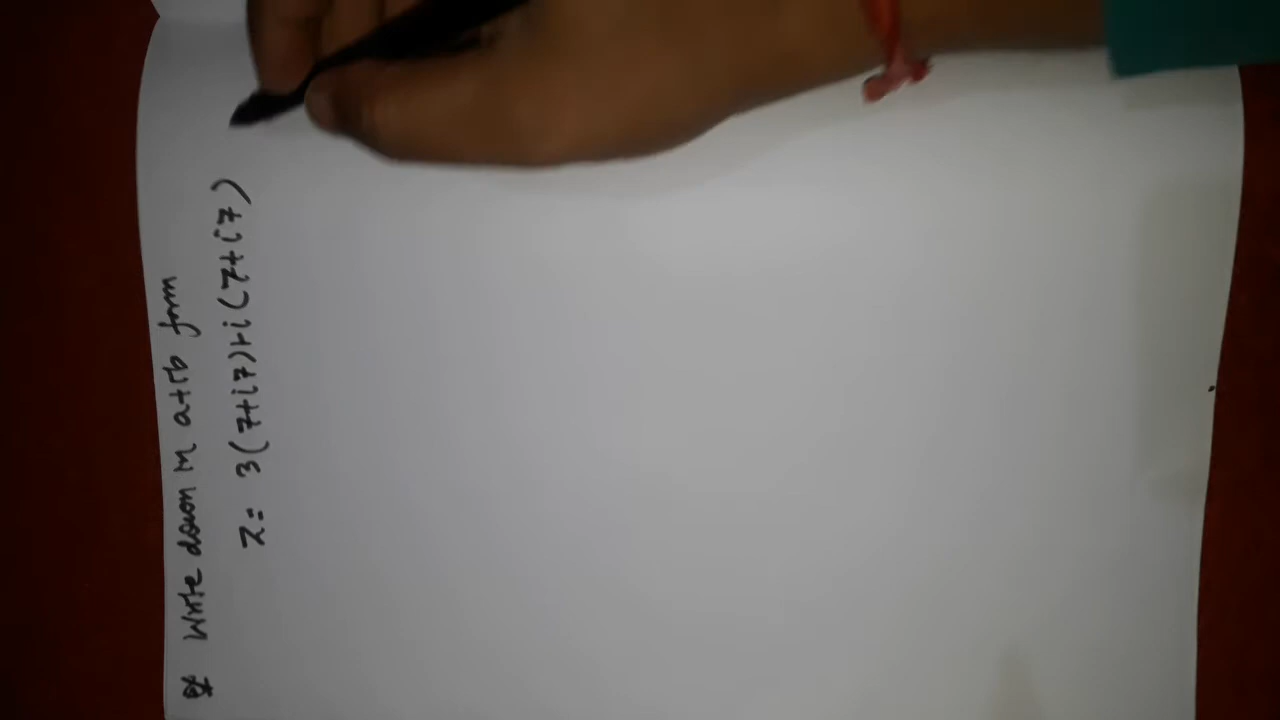 Q Write down in a+ib form
z = 3(7+i7)+i(7+i7)